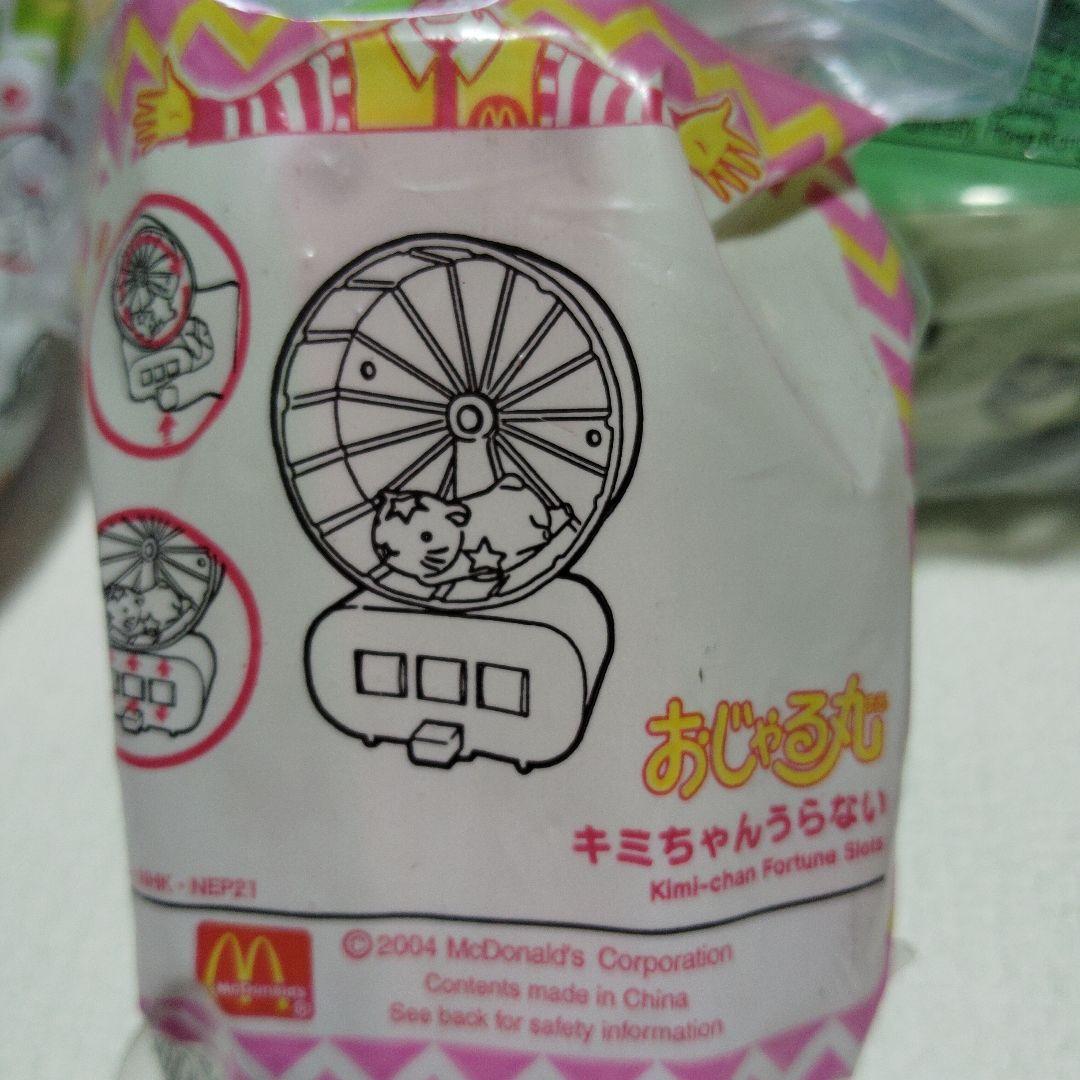 おじゃる丸
キミちゃんうらない
Kimi-chan Fortune Slots
NHK・NEP21
McDonald's
©2004 McDonald's Corporation
Contents made in China
See back for safety information